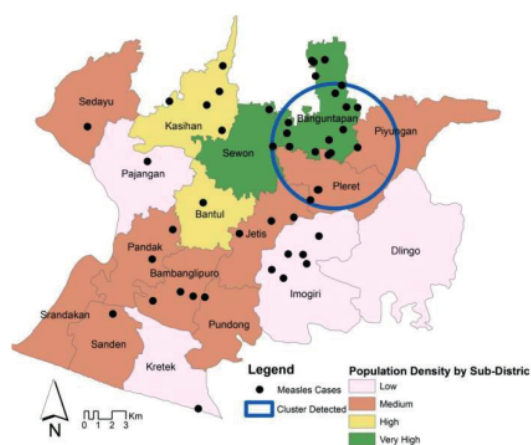 Sedayu
Kasihan
Banguntapan
Piyungan
Sewon
Pajangan
Pleret
Bantul
Jetis
Dlingo
Pandak
Bambanglipuro
Imogiri
Srandakan
Pundong
Sanden
Kretek
N
0 1 2 3 Km
Legend
Measles Cases
Cluster Detected
Population Density by Sub-Distric
Low
Medium
High
Very High